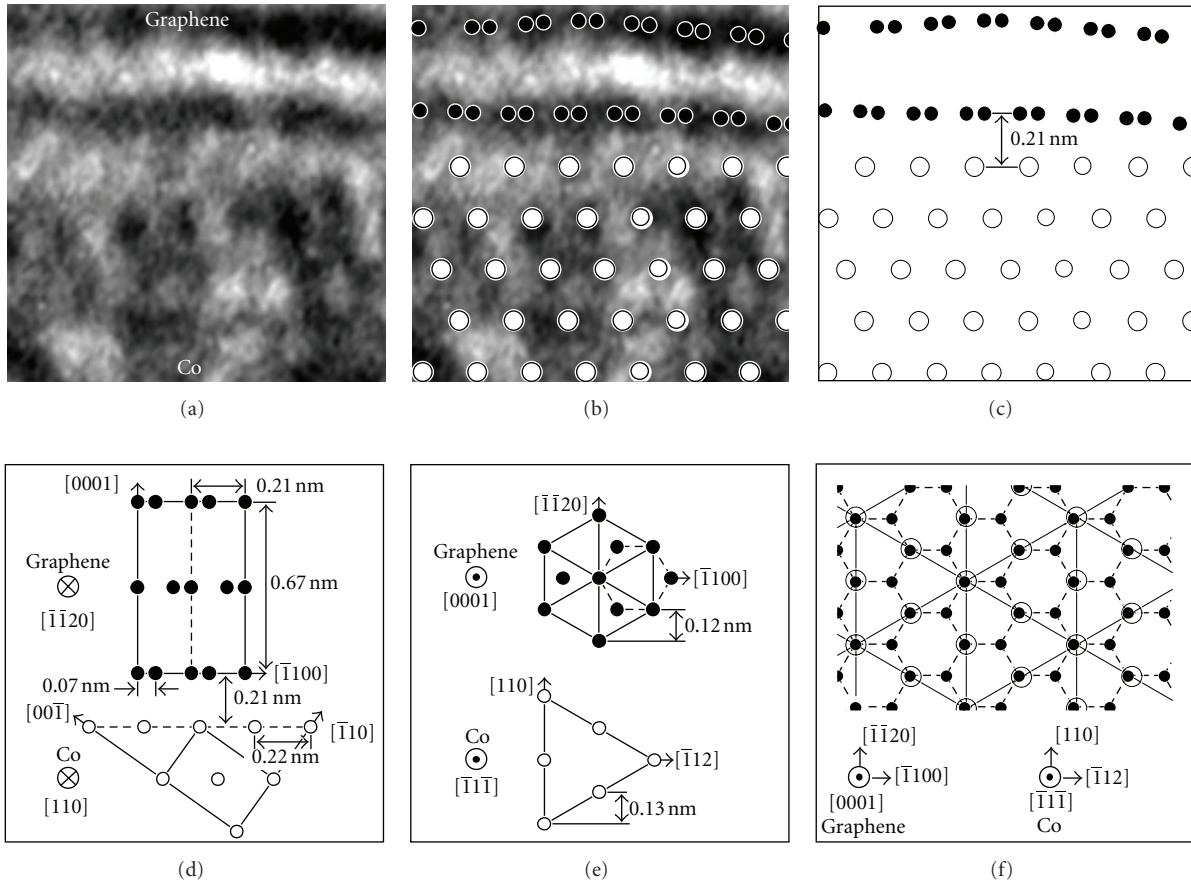 Graphene
Co
0.21 nm
(a)
(b)
(c)
[0001]
0.21 nm
Graphene
0.67 nm
[1̅1̅20]
[1̅100]
0.07 nm
0.21 nm
[001̅]
[1̅10]
Co
0.22 nm
[110]
[1̅1̅20]
Graphene
[0001]
[1̅100]
0.12 nm
[110]
Co
[1̅11̅]
[1̅12]
0.13 nm
[1̅1̅20]
[1̅100]
[0001]
Graphene
[110]
[1̅12]
[1̅11̅]
Co
(d)
(e)
(f)